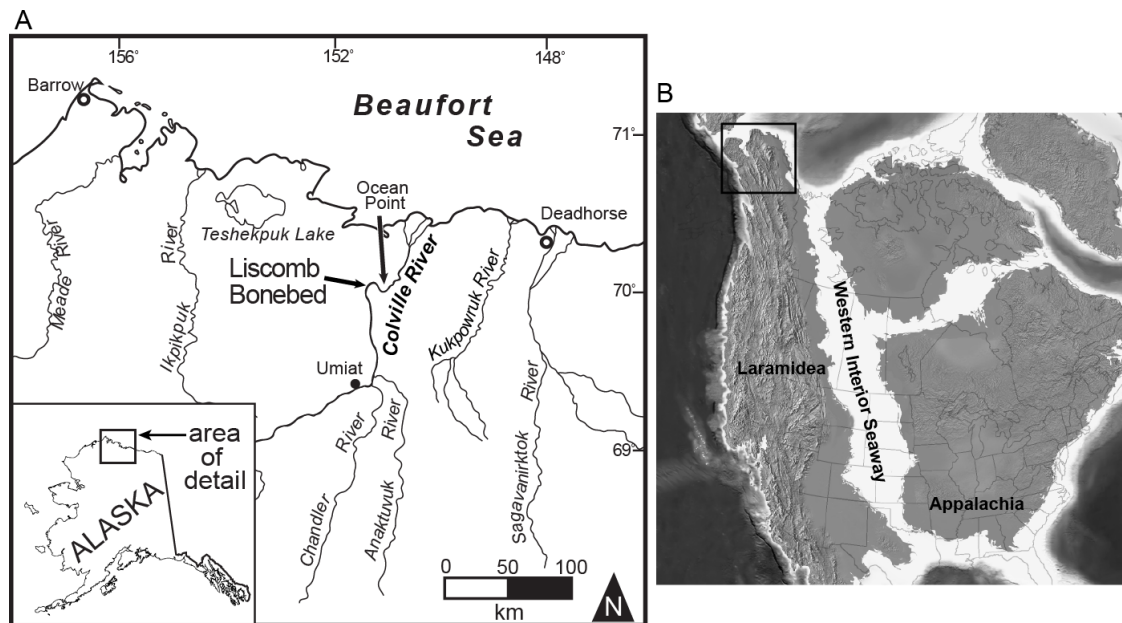 A
156°
152°
148°
Barrow
Beaufort
Sea
71°
Ocean
Point
Deadhorse
Teshekpuk Lake
Liscomb
Bonebed
70°
Meade River
Ikpikpuk River
Colville River
Kukpowruk River
Umiat
69°
Chandler River
Anaktuvuk River
Sagavanirktok River
area
of
detail
ALASKA
0 50 100
km
N
B
Laramidea
Western Interior Seaway
Appalachia